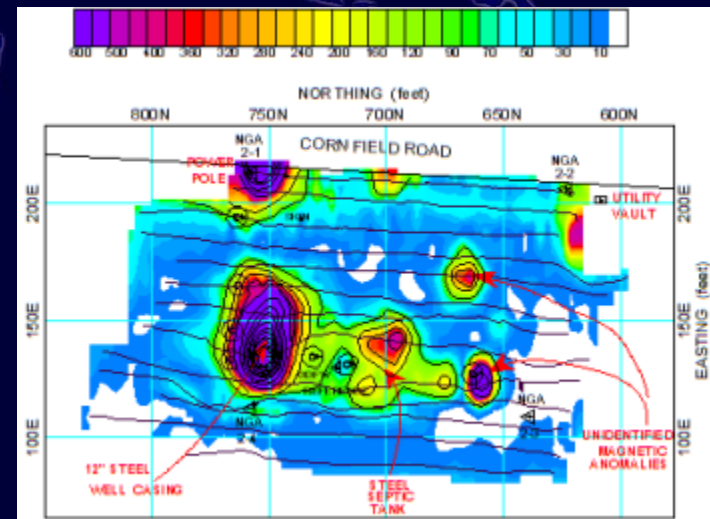 600 500 400 360 320 280 240 200 160 120 90 70 50 30 10
NORTHING (feet)
800N 750N 700N 650N 600N
NGA
2-1
CORN FIELD ROAD
NGA
2-2
POWER
POLE
UTILITY
VAULT
200E
150E
100E
200E
150E
100E
EASTING (feet)
NGA
2-4
NGA
2-3
12" STEEL
WELL CASING
STEEL
SEPTIC
TANK
UNIDENTIFIED
MAGNETIC
ANOMALIES